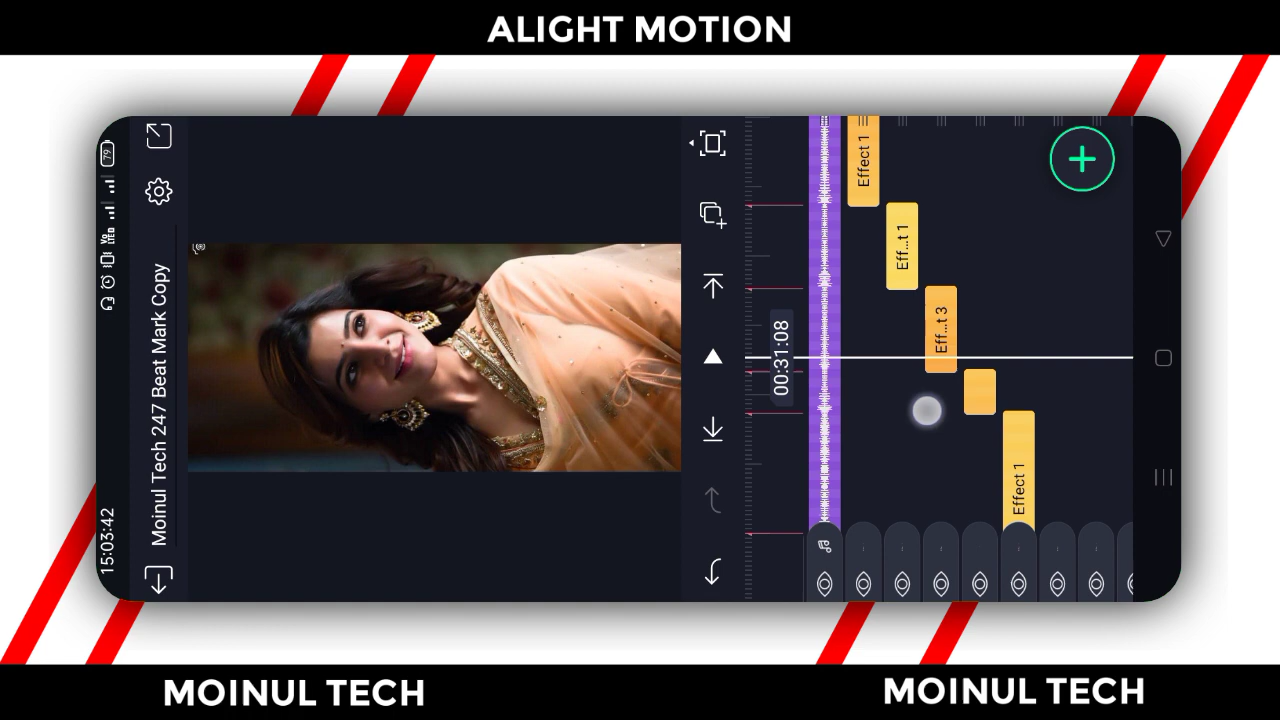 ALIGHT MOTION
15:03:42
79
Moinul Tech 247 Beat Mark Copy
00:31:08
Effect 1
Eff...t 1
Eff...t 3
Effect 1
MOINUL TECH
MOINUL TECH